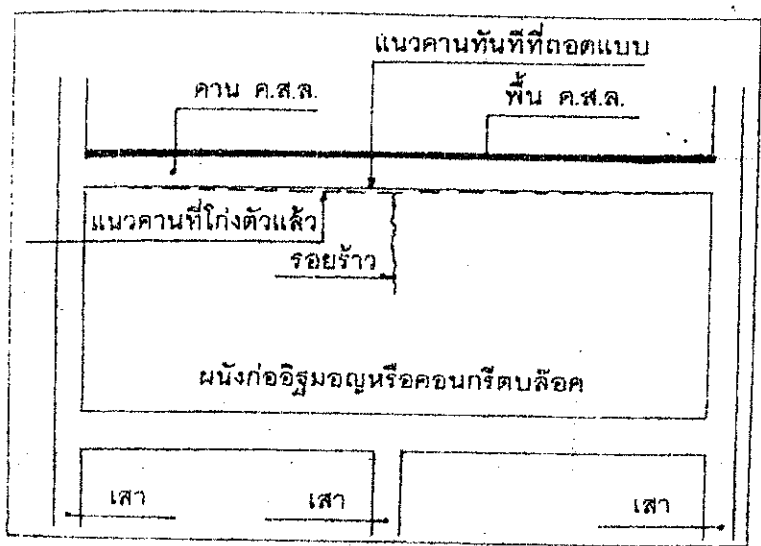 แนวคานทันทีที่ถอดแบบ
คาน ค.ส.ล.
พื้น ค.ส.ล.
แนวคานที่โก่งตัวแล้ว
รอยร้าว
ผนังก่ออิฐมอญหรือคอนกรีตบล๊อค
เสา
เสา
เสา